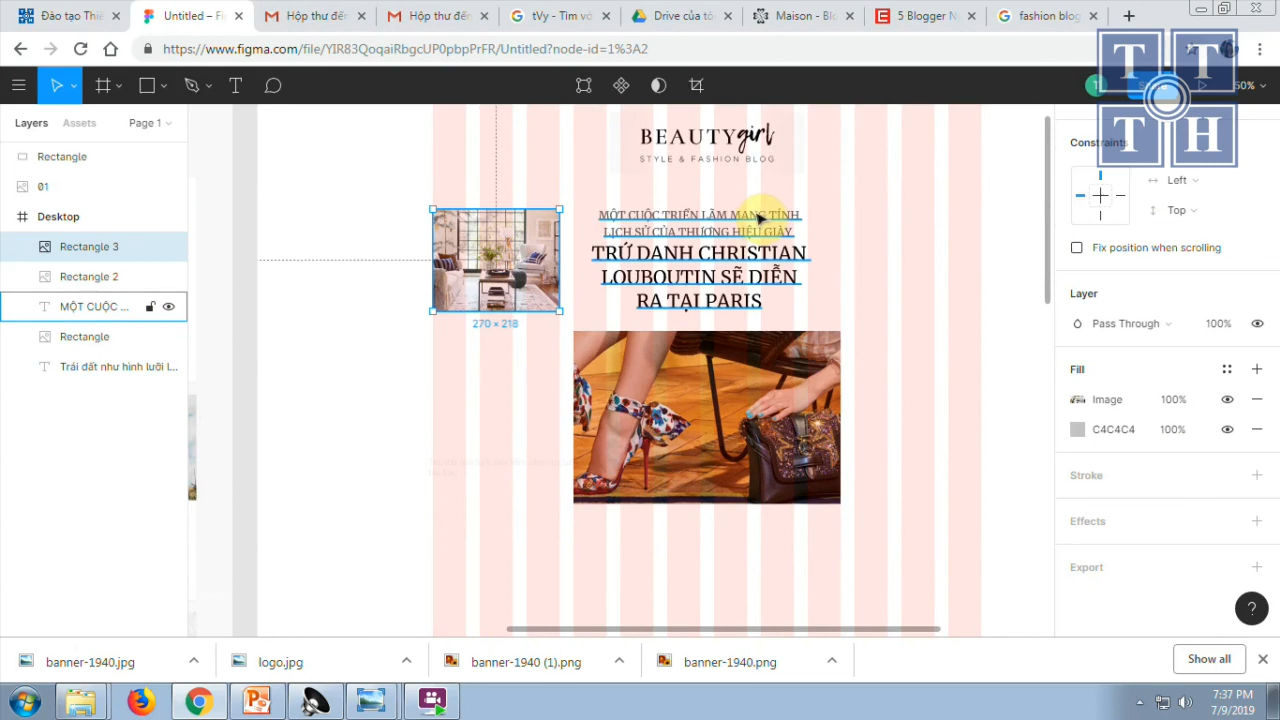 Đào tạo Thiế
Untitled – Fi
Hộp thư đến
Hộp thư đến
tVy - Tìm vớ
Drive của tô
Maison - Blo
5 Blogger N
fashion blog
https://www.figma.com/file/YIR83QoqaiRbgcUP0pbpPrFR/Untitled?node-id=1%3A2
T T
T H
Layers
Assets
Page 1
Rectangle
01
Desktop
Rectangle 3
Rectangle 2
MỘT CUỘC ...
Rectangle
Trái đất như hình lưỡi l...
BEAUTYgirl
STYLE & FASHION BLOG
MỘT CUỘC TRIỂN LÃM MANG TÍNH
LỊCH SỬ CỦA THƯƠNG HIỆU GIÀY
TRỨ DANH CHRISTIAN
LOUBOUTIN SẼ DIỄN
RA TẠI PARIS
270 × 218
Constraints
Left
Top
Fix position when scrolling
Layer
Pass Through
100%
Fill
Image
100%
C4C4C4
100%
Stroke
Effects
Export
?
banner-1940.jpg
logo.jpg
banner-1940 (1).png
banner-1940.png
Show all
7:37 PM
7/9/2019